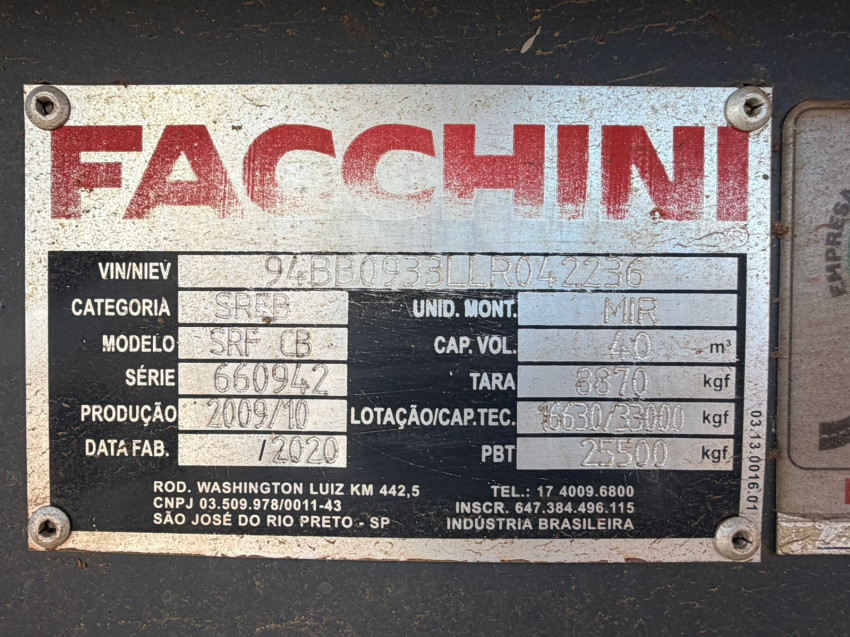 FACCHINI
VIN/NIEV 94BB0933LLR042236
CATEGORIA SREB UNID. MONT. MIR
MODELO SRF CB CAP. VOL. 40 m³
SÉRIE 660942 TARA 8870 kgf
PRODUÇÃO 2009/10 LOTAÇÃO/CAP.TEC. 16630/33000 kgf
DATA FAB. /2020 PBT 25500 kgf
ROD. WASHINGTON LUIZ KM 442,5 TEL.: 17 4009.6800
CNPJ 03.509.978/0011-43 INSCR. 647.384.496.115
SÃO JOSÉ DO RIO PRETO - SP INDÚSTRIA BRASILEIRA
03.13.0016.01
EMPRESA